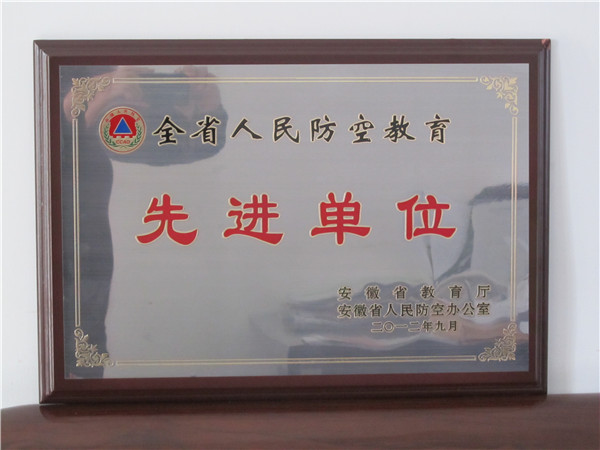 全省人民防空教育
先进单位
安徽省教育厅
安徽省人民防空办公室
二〇一二年九月